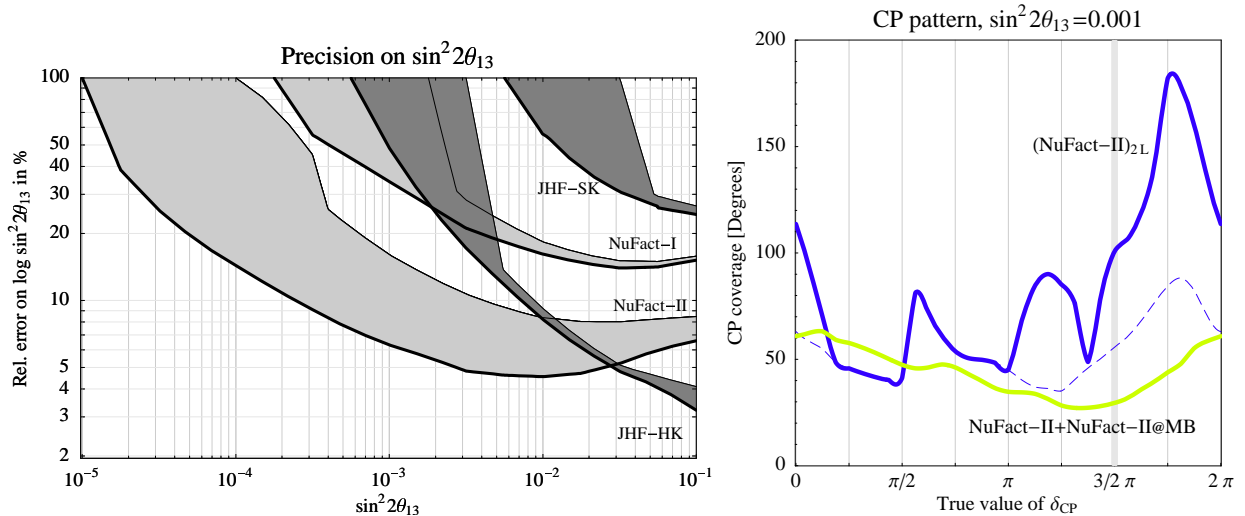 Precision on sin²2θ₁₃
Rel. error on log sin²2θ₁₃ in %
100
50
40
30
20
10
5
4
3
2
JHF−SK
NuFact−I
NuFact−II
JHF−HK
10⁻⁵
10⁻⁴
10⁻³
10⁻²
10⁻¹
sin²2θ₁₃
CP pattern, sin²2θ₁₃=0.001
CP coverage [Degrees]
200
150
100
50
0
(NuFact−II)₂L
NuFact−II+NuFact−II@MB
0
π/2
π
3/2 π
2 π
True value of δCP